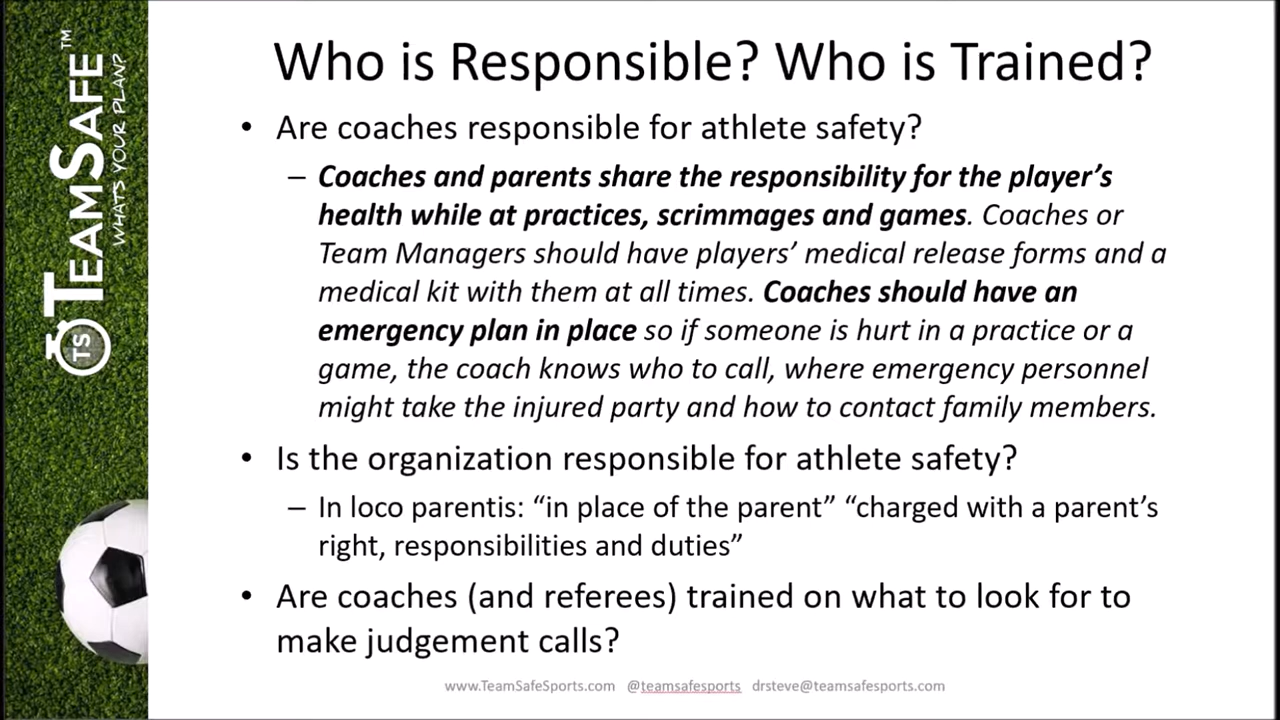 Who is Responsible? Who is Trained?
• Are coaches responsible for athlete safety?
– Coaches and parents share the responsibility for the player’s
health while at practices, scrimmages and games. Coaches or
Team Managers should have players’ medical release forms and a
medical kit with them at all times. Coaches should have an
emergency plan in place so if someone is hurt in a practice or a
game, the coach knows who to call, where emergency personnel
might take the injured party and how to contact family members.
• Is the organization responsible for athlete safety?
– In loco parentis: “in place of the parent” “charged with a parent’s
right, responsibilities and duties”
• Are coaches (and referees) trained on what to look for to
make judgement calls?
www.TeamSafeSports.com @teamsafesports drsteve@teamsafesports.com
TS
TEAMSAFE™
WHATS YOUR PLAN?